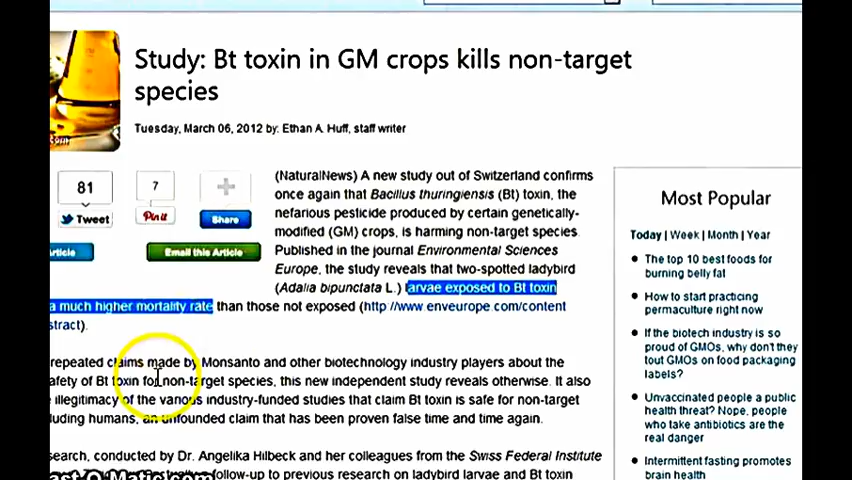 Study: Bt toxin in GM crops kills non-target
species
Tuesday, March 06, 2012 by: Ethan A. Huff, staff writer
81
7
Tweet
Pin it
Share
Email this Article
(NaturalNews) A new study out of Switzerland confirms
once again that Bacillus thuringiensis (Bt) toxin, the
nefarious pesticide produced by certain genetically-
modified (GM) crops, is harming non-target species.
Published in the journal Environmental Sciences
Europe, the study reveals that two-spotted ladybird
(Adalia bipunctata L.) larvae exposed to Bt toxin
a much higher mortality rate than those not exposed (http://www.enveurope.com/content
stract).
repeated claims made by Monsanto and other biotechnology industry players about the
afety of Bt toxin for non-target species, this new independent study reveals otherwise. It also
illegitimacy of the various industry-funded studies that claim Bt toxin is safe for non-target
luding humans, an unfounded claim that has been proven false time and time again.
search, conducted by Dr. Angelika Hilbeck and her colleagues from the Swiss Federal Institute
follow-up to previous research on ladybird larvae and Bt toxin
Most Popular
Today | Week | Month | Year
The top 10 best foods for
burning belly fat
How to start practicing
permaculture right now
If the biotech industry is so
proud of GMOs, why don't they
tout GMOs on food packaging
labels?
Unvaccinated people a public
health threat? Nope, people
who take antibiotics are the
real danger
Intermittent fasting promotes
brain health